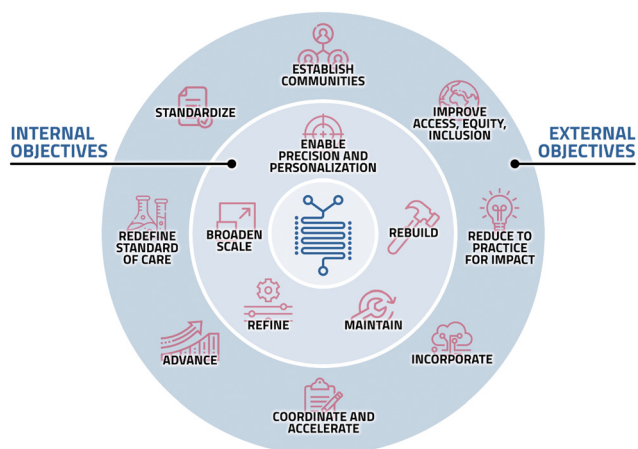 ESTABLISH
COMMUNITIES
STANDARDIZE
IMPROVE
ACCESS, EQUITY,
INCLUSION
INTERNAL
OBJECTIVES
EXTERNAL
OBJECTIVES
ENABLE
PRECISION AND
PERSONALIZATION
REDEFINE
STANDARD
OF CARE
BROADEN
SCALE
REBUILD
REDUCE TO
PRACTICE
FOR IMPACT
REFINE
MAINTAIN
ADVANCE
INCORPORATE
COORDINATE AND
ACCELERATE